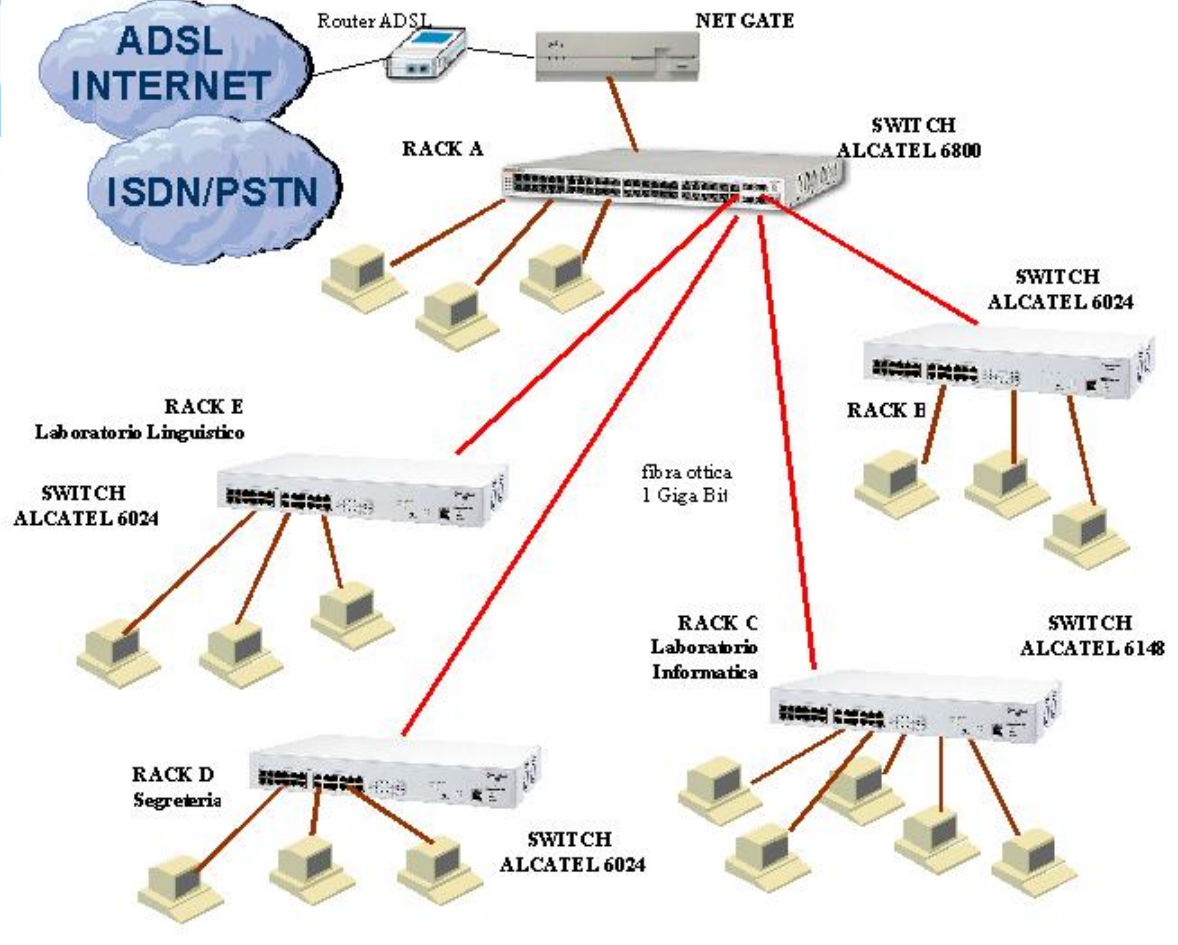 ADSL
INTERNET
Router ADSL
NET GATE
ISDN/PSTN
RACK A
SWITCH
ALCATEL 6800
SWITCH
ALCATEL 6024
RACK B
RACK E
Laboratorio Linguistico
SWITCH
ALCATEL 6024
fibra ottica
1 Giga Bit
RACK C
Laboratorio
Informatica
SWITCH
ALCATEL 6148
RACK D
Segreteria
SWITCH
ALCATEL 6024